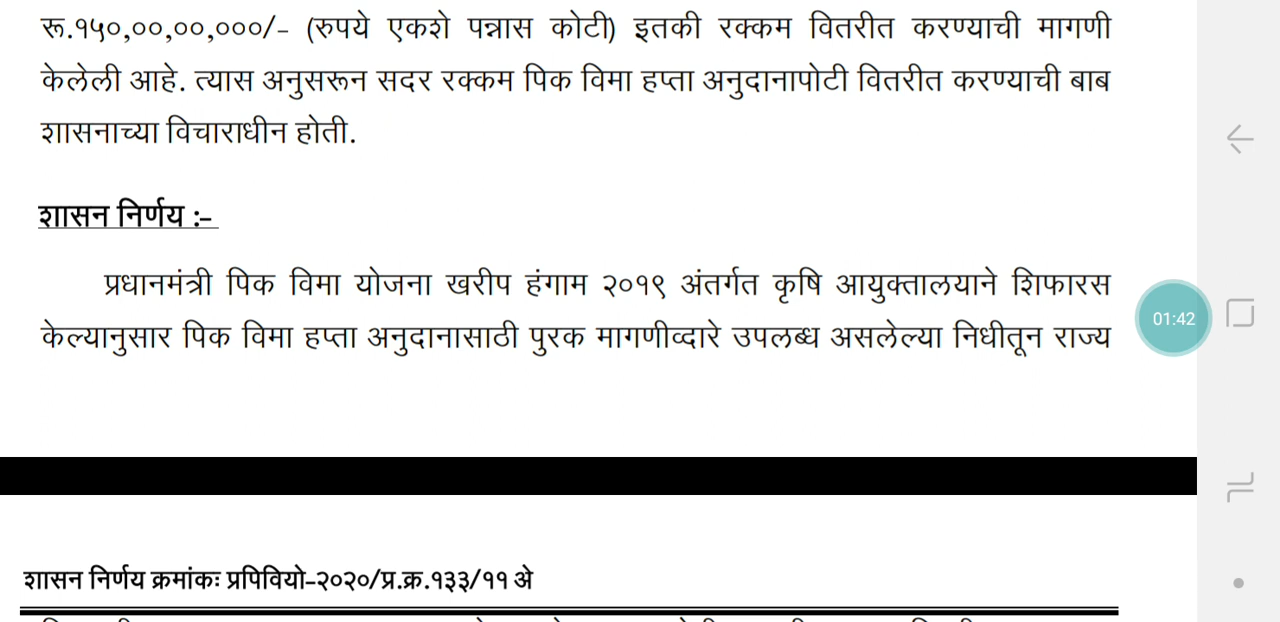 रू.१५०,००,००,०००/- (रुपये एकशे पन्नास कोटी) इतकी रक्कम वितरीत करण्याची मागणी
केलेली आहे. त्यास अनुसरून सदर रक्कम पिक विमा हप्ता अनुदानापोटी वितरीत करण्याची बाब
शासनाच्या विचाराधीन होती.
शासन निर्णय :-
प्रधानमंत्री पिक विमा योजना खरीप हंगाम २०१९ अंतर्गत कृषि आयुक्तालयाने शिफारस
केल्यानुसार पिक विमा हप्ता अनुदानासाठी पुरक मागणीव्दारे उपलब्ध असलेल्या निधीतून राज्य
01:42
शासन निर्णय क्रमांकः प्रपिवियो-२०२०/प्र.क्र.१३३/११ अे